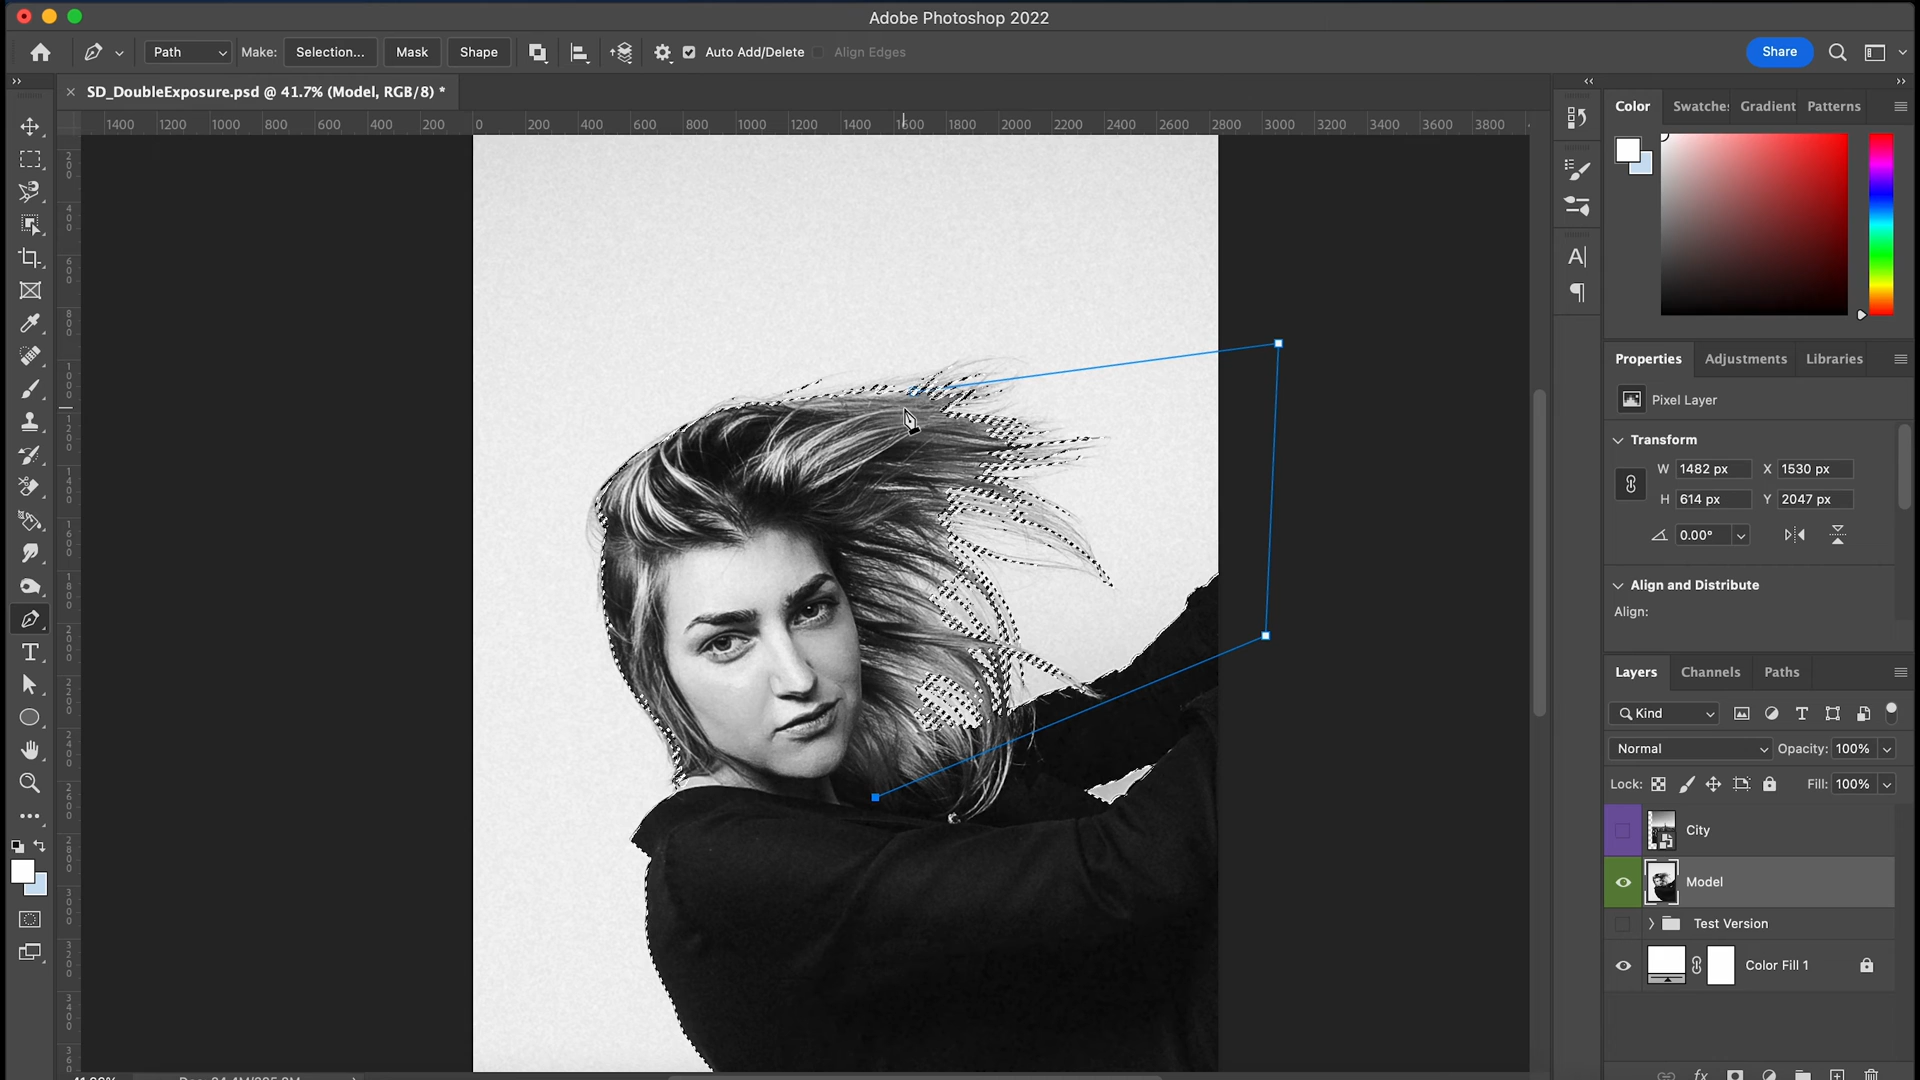 Adobe Photoshop 2022
Path
Make:
Selection...
Mask
Shape
Auto Add/Delete
Align Edges
Share
SD_DoubleExposure.psd @ 41.7% (Model, RGB/8) *
1400 1200 1000 800 600 400 200 0 200 400 600 800 1000 1200 1400 1600 1800 2000 2200 2400 2600 2800 3000 3200 3400 3600 3800
Color Swatches Gradient Patterns
Properties Adjustments Libraries
Pixel Layer
Transform
W 1482 px X 1530 px
H 614 px Y 2047 px
0.00°
Align and Distribute
Align:
Layers Channels Paths
Kind
Normal Opacity: 100%
Lock: Fill: 100%
City
Model
Test Version
Color Fill 1